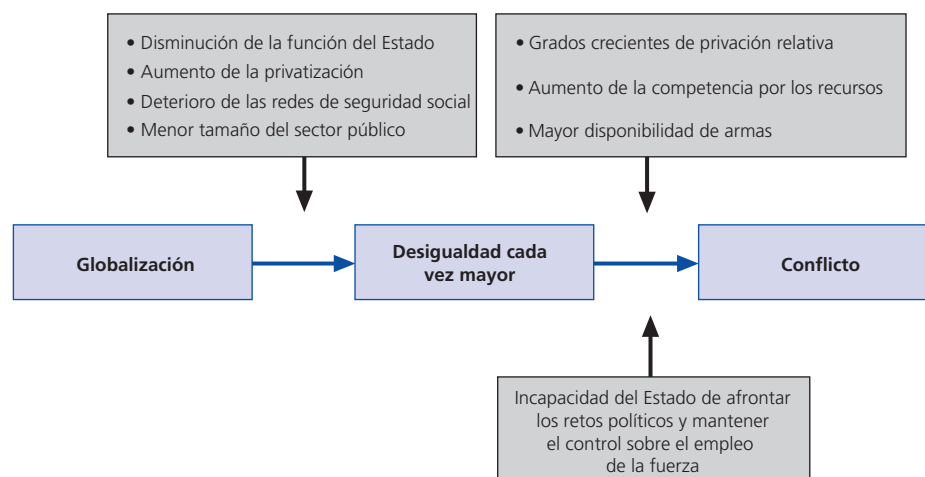 • Disminución de la función del Estado
• Aumento de la privatización
• Deterioro de las redes de seguridad social
• Menor tamaño del sector público
• Grados crecientes de privación relativa
• Aumento de la competencia por los recursos
• Mayor disponibilidad de armas
Globalización
Desigualdad cada
vez mayor
Conflicto
Incapacidad del Estado de afrontar
los retos políticos y mantener
el control sobre el empleo
de la fuerza